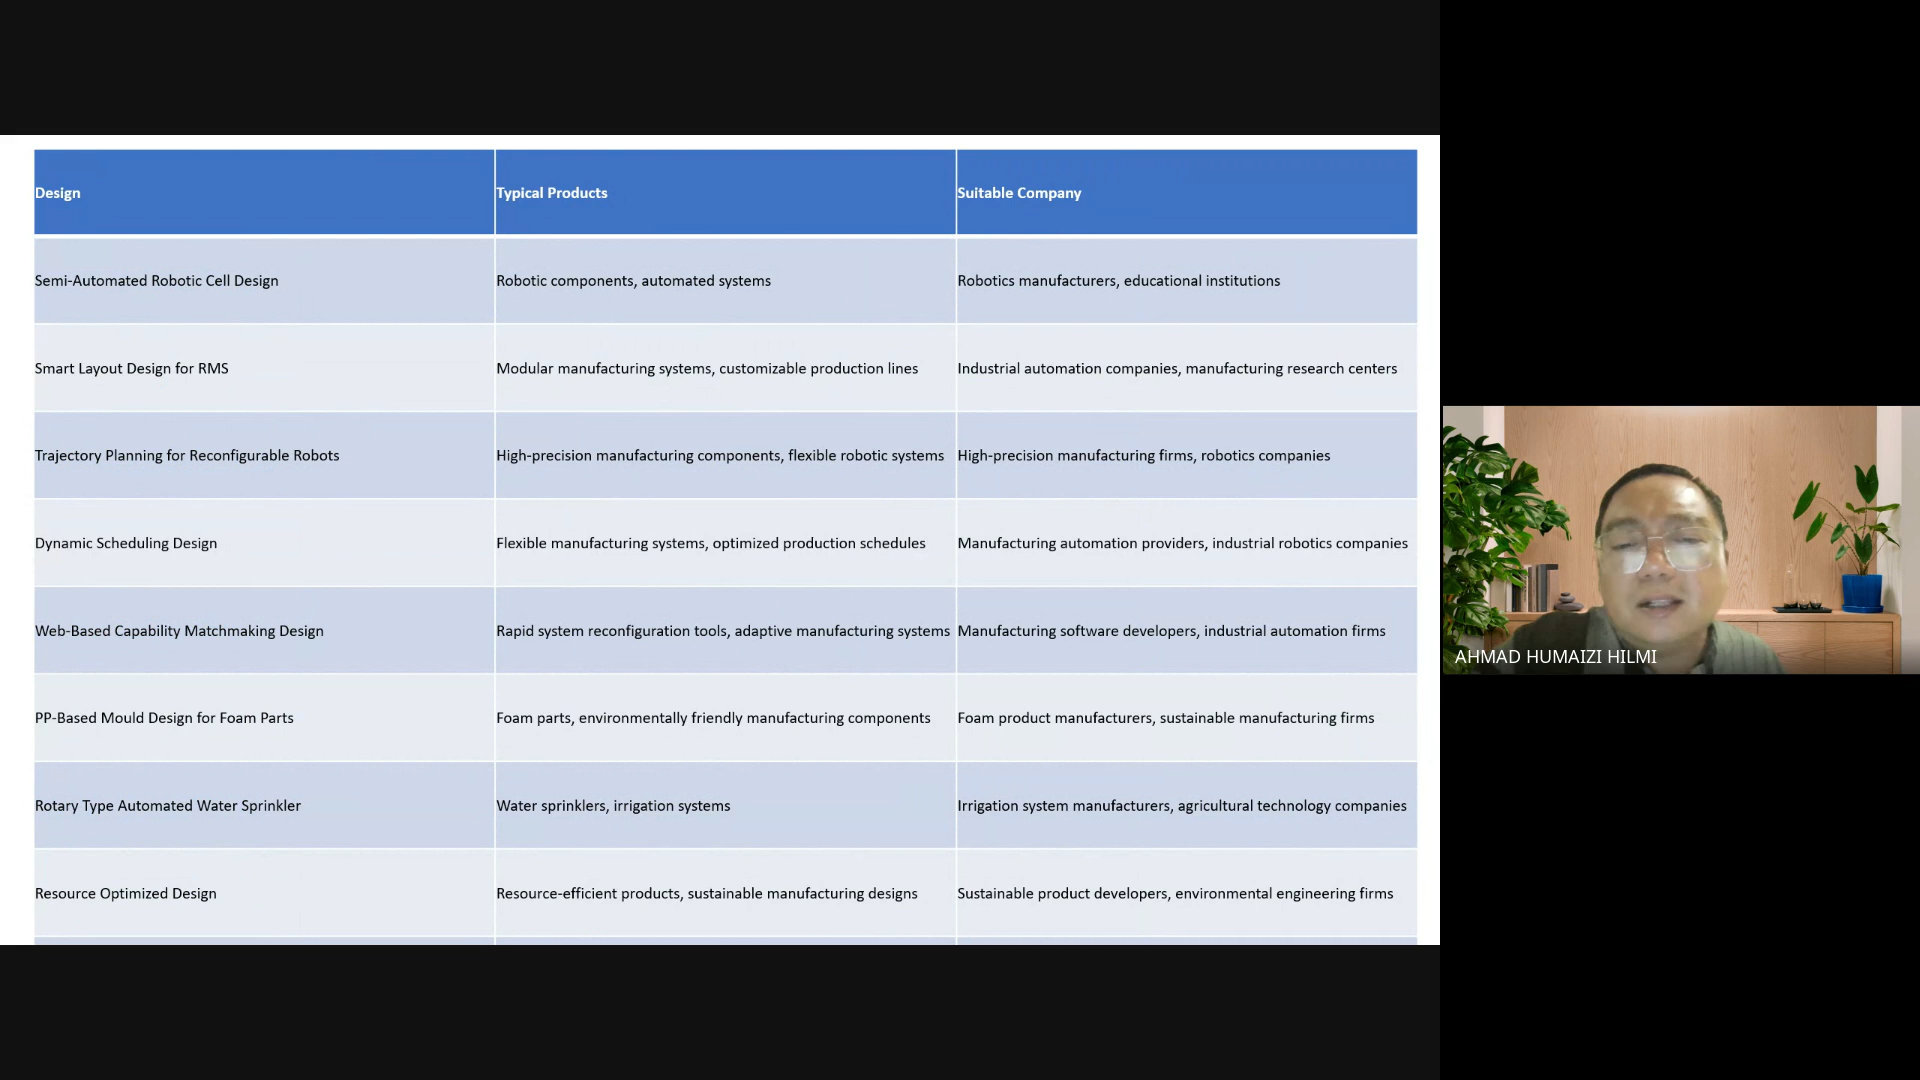 Design Typical Products Suitable Company
Semi-Automated Robotic Cell Design Robotic components, automated systems Robotics manufacturers, educational institutions
Smart Layout Design for RMS Modular manufacturing systems, customizable production lines Industrial automation companies, manufacturing research centers
Trajectory Planning for Reconfigurable Robots High-precision manufacturing components, flexible robotic systems High-precision manufacturing firms, robotics companies
Dynamic Scheduling Design Flexible manufacturing systems, optimized production schedules Manufacturing automation providers, industrial robotics companies
Web-Based Capability Matchmaking Design Rapid system reconfiguration tools, adaptive manufacturing systems Manufacturing software developers, industrial automation firms
PP-Based Mould Design for Foam Parts Foam parts, environmentally friendly manufacturing components Foam product manufacturers, sustainable manufacturing firms
Rotary Type Automated Water Sprinkler Water sprinklers, irrigation systems Irrigation system manufacturers, agricultural technology companies
Resource Optimized Design Resource-efficient products, sustainable manufacturing designs Sustainable product developers, environmental engineering firms
AHMAD HUMAIZI HILMI